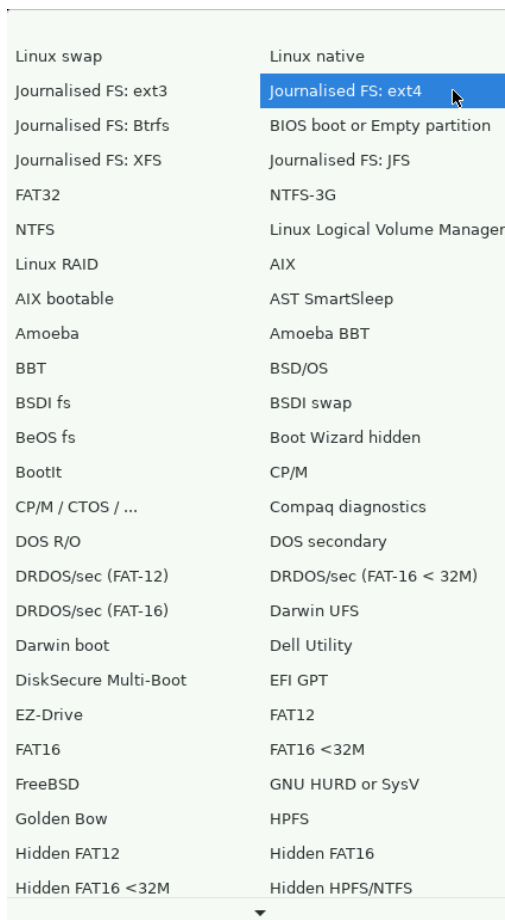 Linux swap Linux native
Journalised FS: ext3 Journalised FS: ext4
Journalised FS: Btrfs BIOS boot or Empty partition
Journalised FS: XFS Journalised FS: JFS
FAT32 NTFS-3G
NTFS Linux Logical Volume Manager
Linux RAID AIX
AIX bootable AST SmartSleep
Amoeba Amoeba BBT
BBT BSD/OS
BSDI fs BSDI swap
BeOS fs Boot Wizard hidden
BootIt CP/M
CP/M / CTOS / ... Compaq diagnostics
DOS R/O DOS secondary
DRDOS/sec (FAT-12) DRDOS/sec (FAT-16 < 32M)
DRDOS/sec (FAT-16) Darwin UFS
Darwin boot Dell Utility
DiskSecure Multi-Boot EFI GPT
EZ-Drive FAT12
FAT16 FAT16 <32M
FreeBSD GNU HURD or SysV
Golden Bow HPFS
Hidden FAT12 Hidden FAT16
Hidden FAT16 <32M Hidden HPFS/NTFS